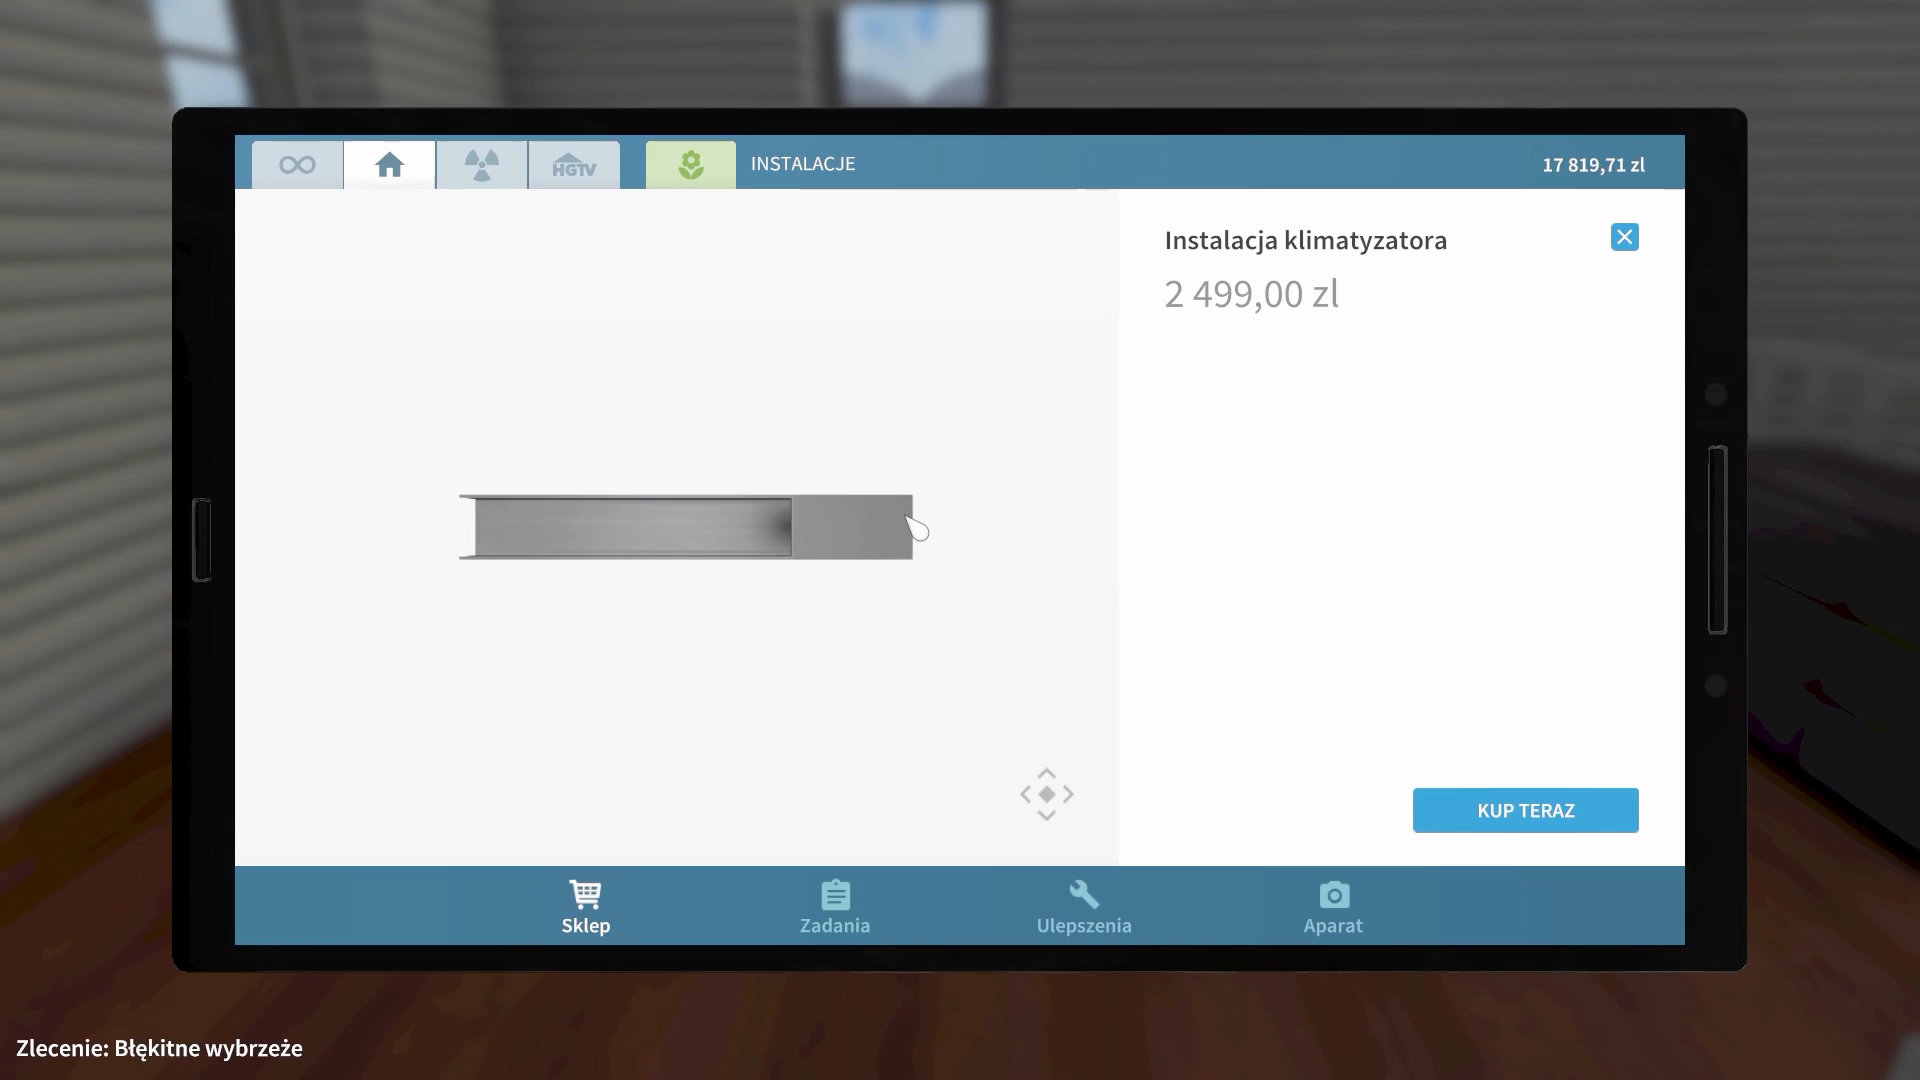 HGTV
INSTALACJE
17 819,71 zl
Instalacja klimatyzatora
2 499,00 zl
KUP TERAZ
Sklep
Zadania
Ulepszenia
Aparat
Zlecenie: Błękitne wybrzeże